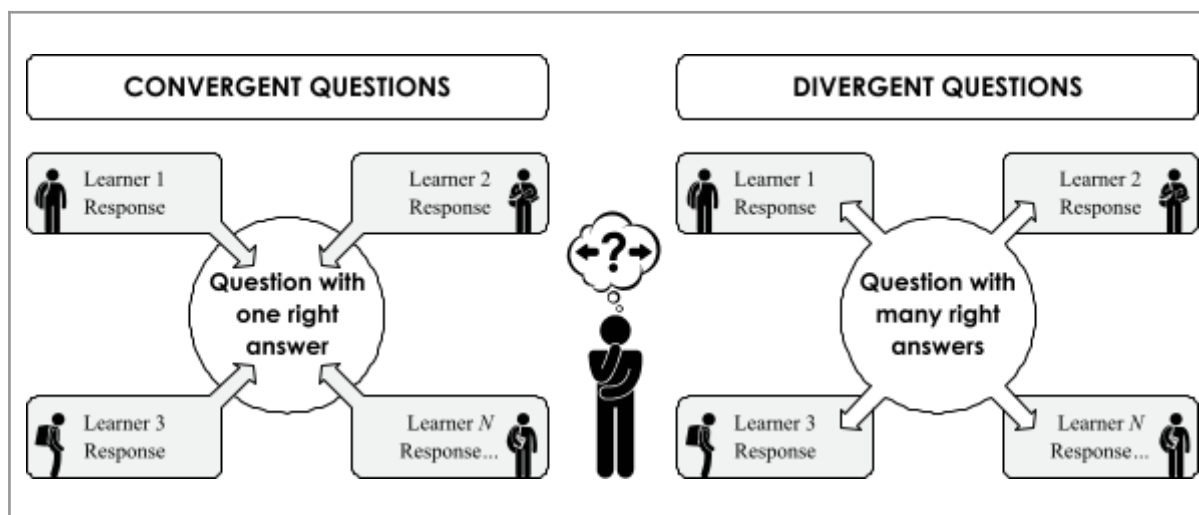 CONVERGENT QUESTIONS
Learner 1
Response
Learner 2
Response
Question with
one right
answer
Learner 3
Response
Learner N
Response...
?
DIVERGENT QUESTIONS
Learner 1
Response
Learner 2
Response
Question with
many right
answers
Learner 3
Response
Learner N
Response...